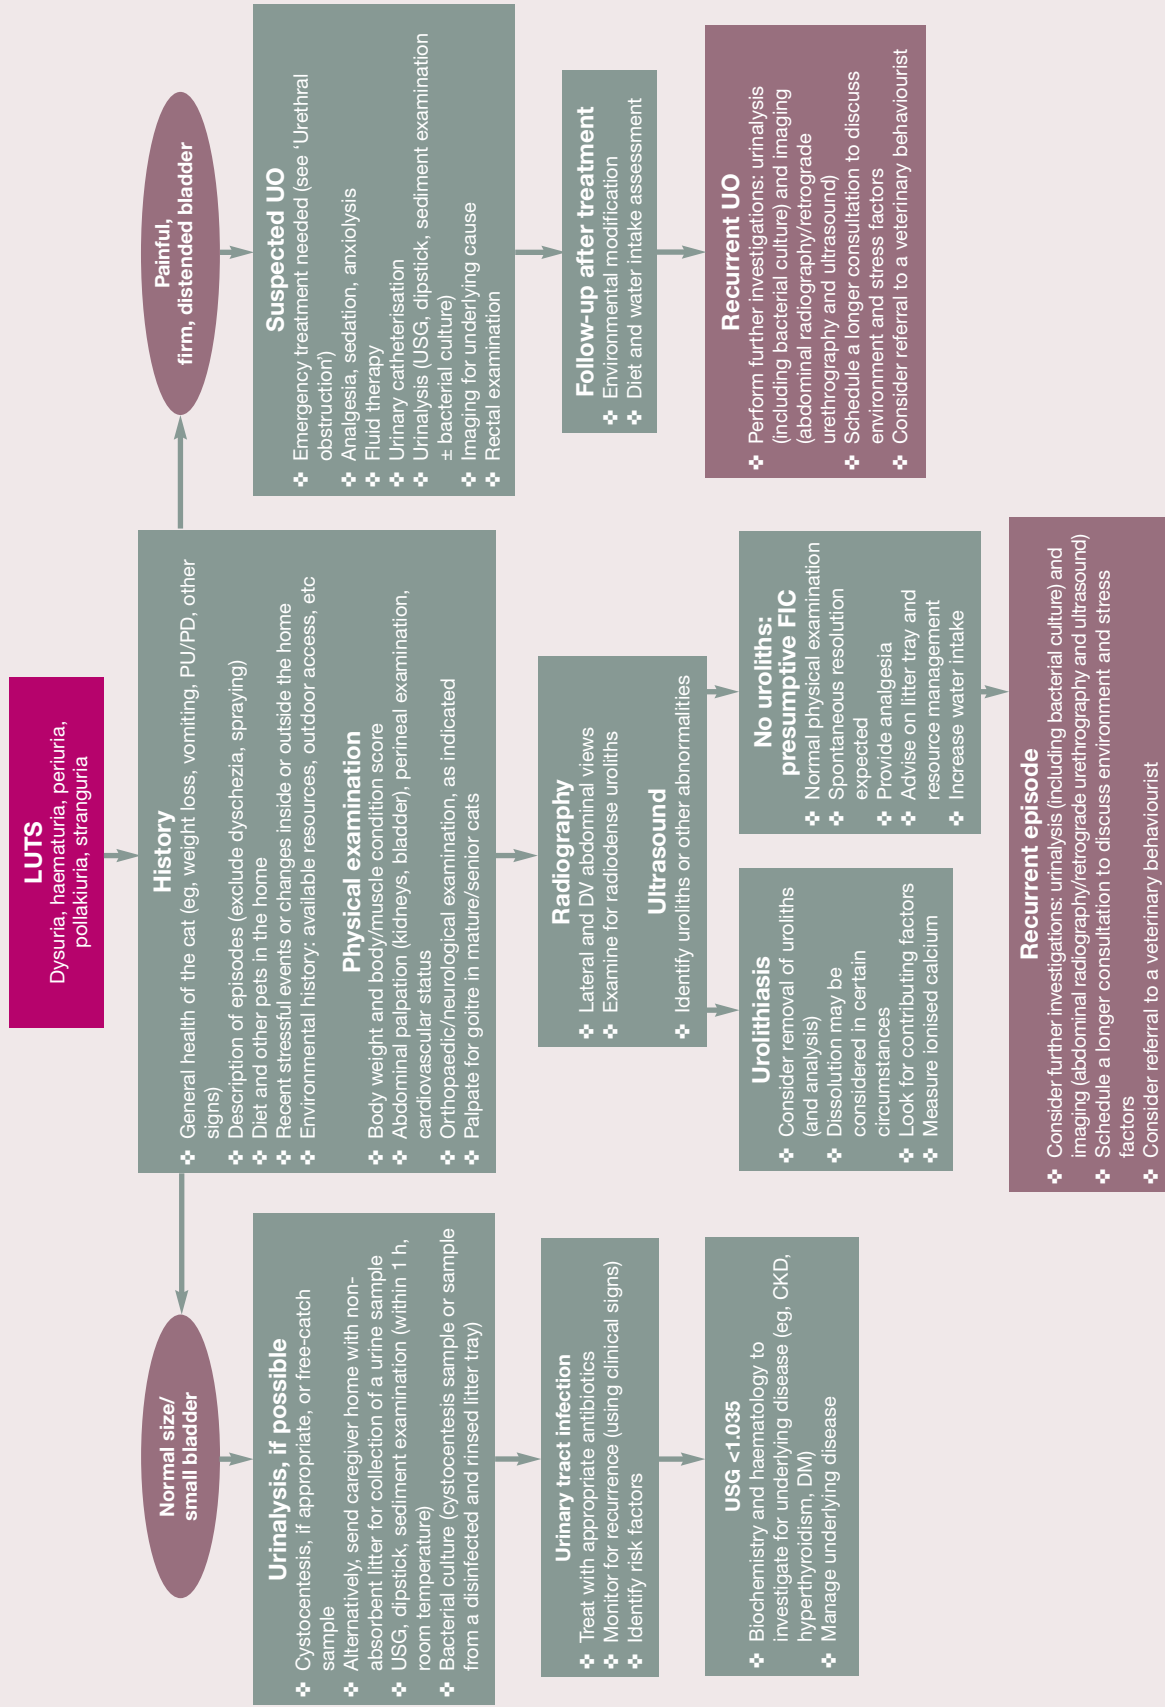 LUTS
Dysuria, haematuria, periuria,
pollakiuria, stranguria
Normal size/
small bladder
Painful,
firm, distended bladder
History
❖ General health of the cat (eg, weight loss, vomiting, PU/PD, other
signs)
❖ Description of episodes (exclude dyschezia, spraying)
❖ Diet and other pets in the home
❖ Recent stressful events or changes inside or outside the home
❖ Environmental history: available resources, outdoor access, etc
Physical examination
❖ Body weight and body/muscle condition score
❖ Abdominal palpation (kidneys, bladder), perineal examination,
cardiovascular status
❖ Orthopaedic/neurological examination, as indicated
❖ Palpate for goitre in mature/senior cats
Urinalysis, if possible
❖ Cystocentesis, if appropriate, or free-catch
sample
❖ Alternatively, send caregiver home with non-
absorbent litter for collection of a urine sample
❖ USG, dipstick, sediment examination (within 1 h,
room temperature)
❖ Bacterial culture (cystocentesis sample or sample
from a disinfected and rinsed litter tray)
Urinary tract infection
❖ Treat with appropriate antibiotics
❖ Monitor for recurrence (using clinical signs)
❖ Identify risk factors
USG <1.035
❖ Biochemistry and haematology to
investigate for underlying disease (eg, CKD,
hyperthyroidism, DM)
❖ Manage underlying disease
Radiography
❖ Lateral and DV abdominal views
❖ Examine for radiodense uroliths
Ultrasound
❖ Identify uroliths or other abnormalities
Urolithiasis
❖ Consider removal of uroliths
(and analysis)
❖ Dissolution may be
considered in certain
circumstances
❖ Look for contributing factors
❖ Measure ionised calcium
No uroliths:
presumptive FIC
❖ Normal physical examination
❖ Spontaneous resolution
expected
❖ Provide analgesia
❖ Advise on litter tray and
resource management
❖ Increase water intake
Recurrent episode
❖ Consider further investigations: urinalysis (including bacterial culture) and
imaging (abdominal radiography/retrograde urethrography and ultrasound)
❖ Schedule a longer consultation to discuss environment and stress
factors
❖ Consider referral to a veterinary behaviourist
Suspected UO
❖ Emergency treatment needed (see ‘Urethral
obstruction’)
❖ Analgesia, sedation, anxiolysis
❖ Fluid therapy
❖ Urinary catheterisation
❖ Urinalysis (USG, dipstick, sediment examination
± bacterial culture)
❖ Imaging for underlying cause
❖ Rectal examination
Follow-up after treatment
❖ Environmental modification
❖ Diet and water intake assessment
Recurrent UO
❖ Perform further investigations: urinalysis
(including bacterial culture) and imaging
(abdominal radiography/retrograde
urethrography and ultrasound)
❖ Schedule a longer consultation to discuss
environment and stress factors
❖ Consider referral to a veterinary behaviourist